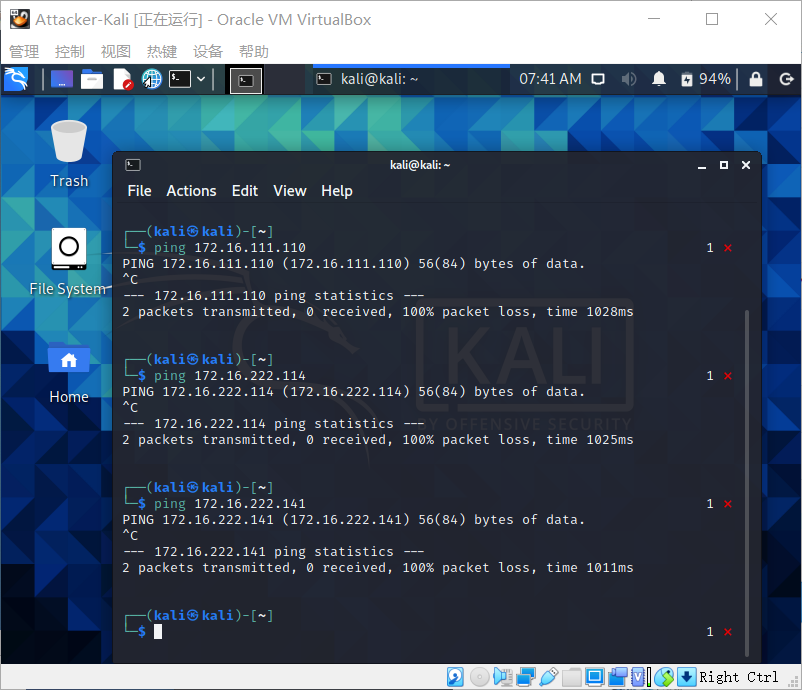 Attacker-Kali [正在运行] - Oracle VM VirtualBox
管理 控制 视图 热键 设备 帮助
kali@kali: ~ 07:41 AM 94%
Trash
File System
Home
kali@kali: ~
File Actions Edit View Help
┌──(kali㉿kali)-[~]
└─$ ping 172.16.111.110 1 ⨯
PING 172.16.111.110 (172.16.111.110) 56(84) bytes of data.
^C
--- 172.16.111.110 ping statistics ---
2 packets transmitted, 0 received, 100% packet loss, time 1028ms
┌──(kali㉿kali)-[~]
└─$ ping 172.16.222.114 1 ⨯
PING 172.16.222.114 (172.16.222.114) 56(84) bytes of data.
^C
--- 172.16.222.114 ping statistics ---
2 packets transmitted, 0 received, 100% packet loss, time 1025ms
┌──(kali㉿kali)-[~]
└─$ ping 172.16.222.141 1 ⨯
PING 172.16.222.141 (172.16.222.141) 56(84) bytes of data.
^C
--- 172.16.222.141 ping statistics ---
2 packets transmitted, 0 received, 100% packet loss, time 1011ms
┌──(kali㉿kali)-[~]
└─$ 1 ⨯
KALI
BY OFFENSIVE SECURITY
Right Ctrl